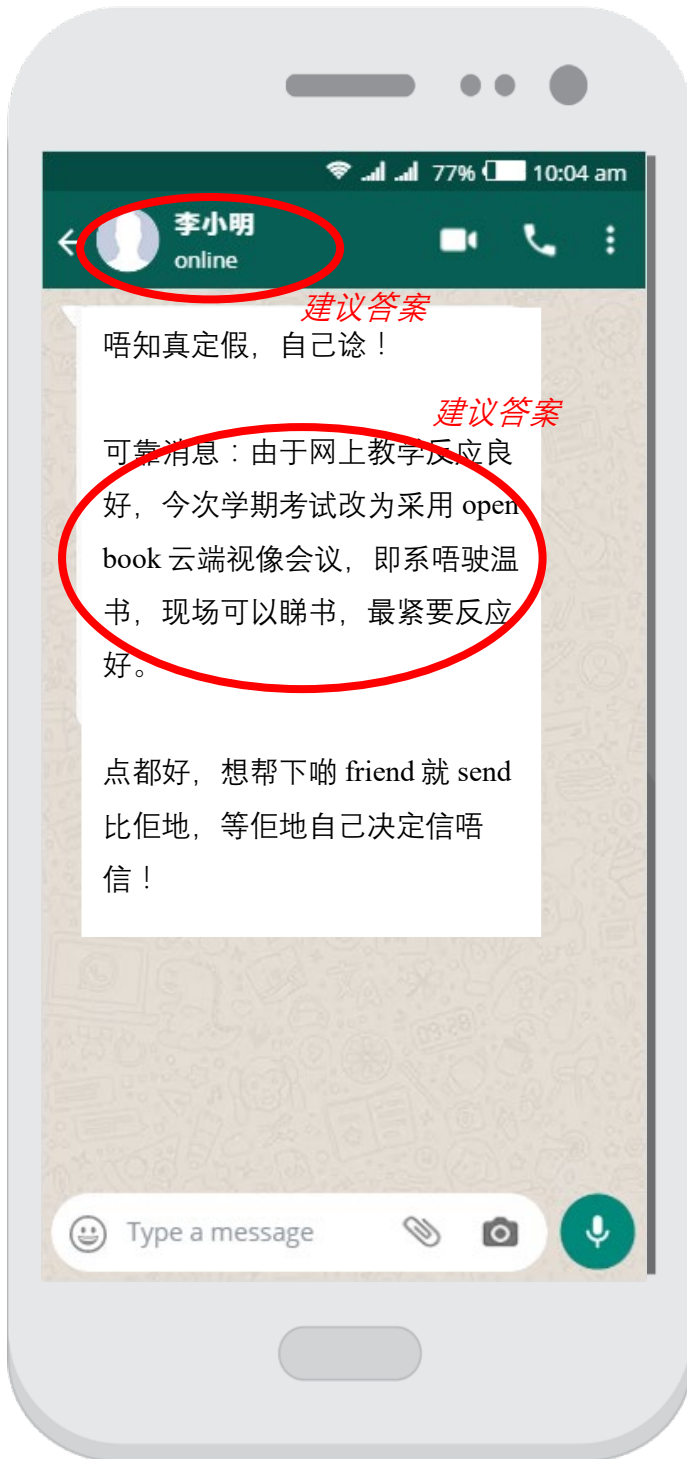 77% 10:04 am
李小明
online
建议答案
唔知真定假，自己谂！
建议答案
可靠消息：由于网上教学反应良
好，今次学期考试改为采用 open
book 云端视像会议，即系唔驶温
书，现场可以睇书，最紧要反应
好。
点都好，想帮下啲 friend 就 send
比佢地，等佢地自己决定信唔
信！
Type a message